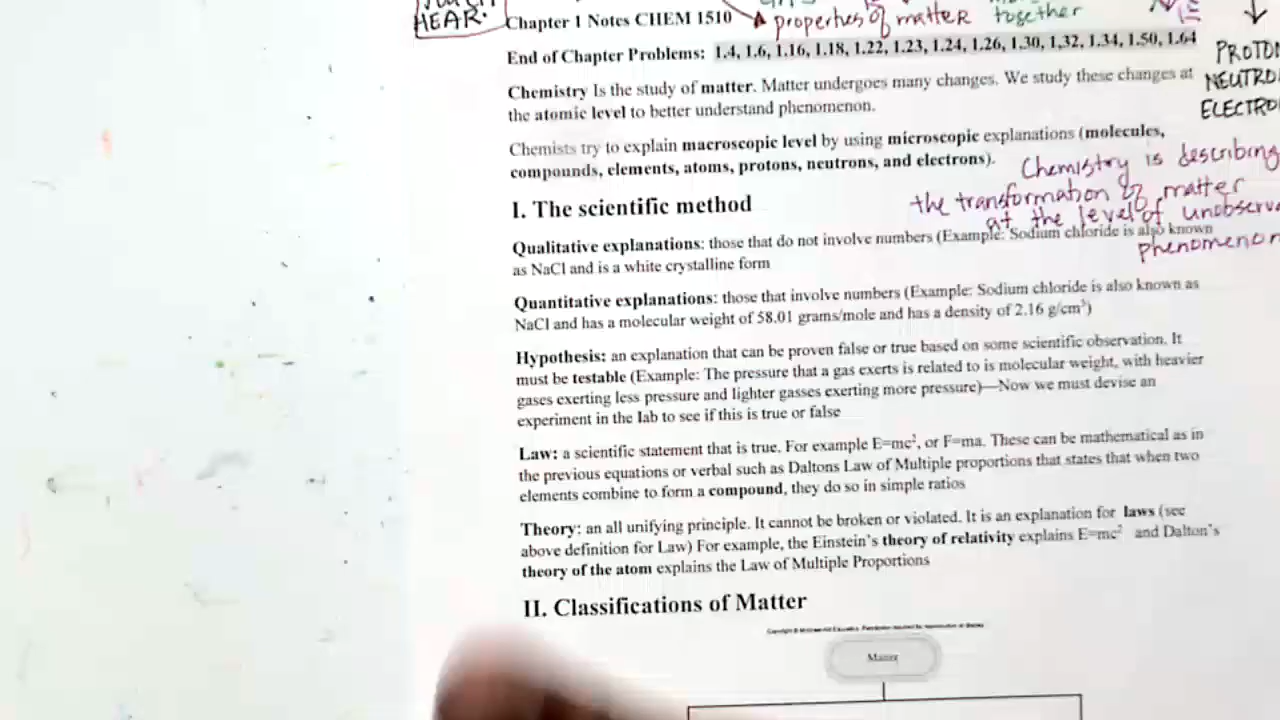 HEAR.
Chapter 1 Notes CHEM 1510
properties of matter together
End of Chapter Problems: 1.4, 1.6, 1.16, 1.18, 1.22, 1.23, 1.24, 1.26, 1.30, 1.32, 1.34, 1.50, 1.64
PROTO
NEUTRO
ELECTRO
Chemistry Is the study of matter. Matter undergoes many changes. We study these changes at
the atomic level to better understand phenomenon.
Chemists try to explain macroscopic level by using microscopic explanations (molecules,
compounds, elements, atoms, protons, neutrons, and electrons).
Chemistry is describing
the transformation of matter
at the level of unobserva
phenomenon
I. The scientific method
Qualitative explanations: those that do not involve numbers (Example: Sodium chloride is also known
as NaCl and is a white crystalline form
Quantitative explanations: those that involve numbers (Example: Sodium chloride is also known as
NaCl and has a molecular weight of 58.01 grams/mole and has a density of 2.16 g/cm³)
Hypothesis: an explanation that can be proven false or true based on some scientific observation. It
must be testable (Example: The pressure that a gas exerts is related to is molecular weight, with heavier
gases exerting less pressure and lighter gasses exerting more pressure)—Now we must devise an
experiment in the lab to see if this is true or false
Law: a scientific statement that is true. For example E=mc², or F=ma. These can be mathematical as in
the previous equations or verbal such as Daltons Law of Multiple proportions that states that when two
elements combine to form a compound, they do so in simple ratios
Theory: an all unifying principle. It cannot be broken or violated. It is an explanation for laws (see
above definition for Law) For example, the Einstein's theory of relativity explains E=mc² and Dalton's
theory of the atom explains the Law of Multiple Proportions
II. Classifications of Matter
Matter